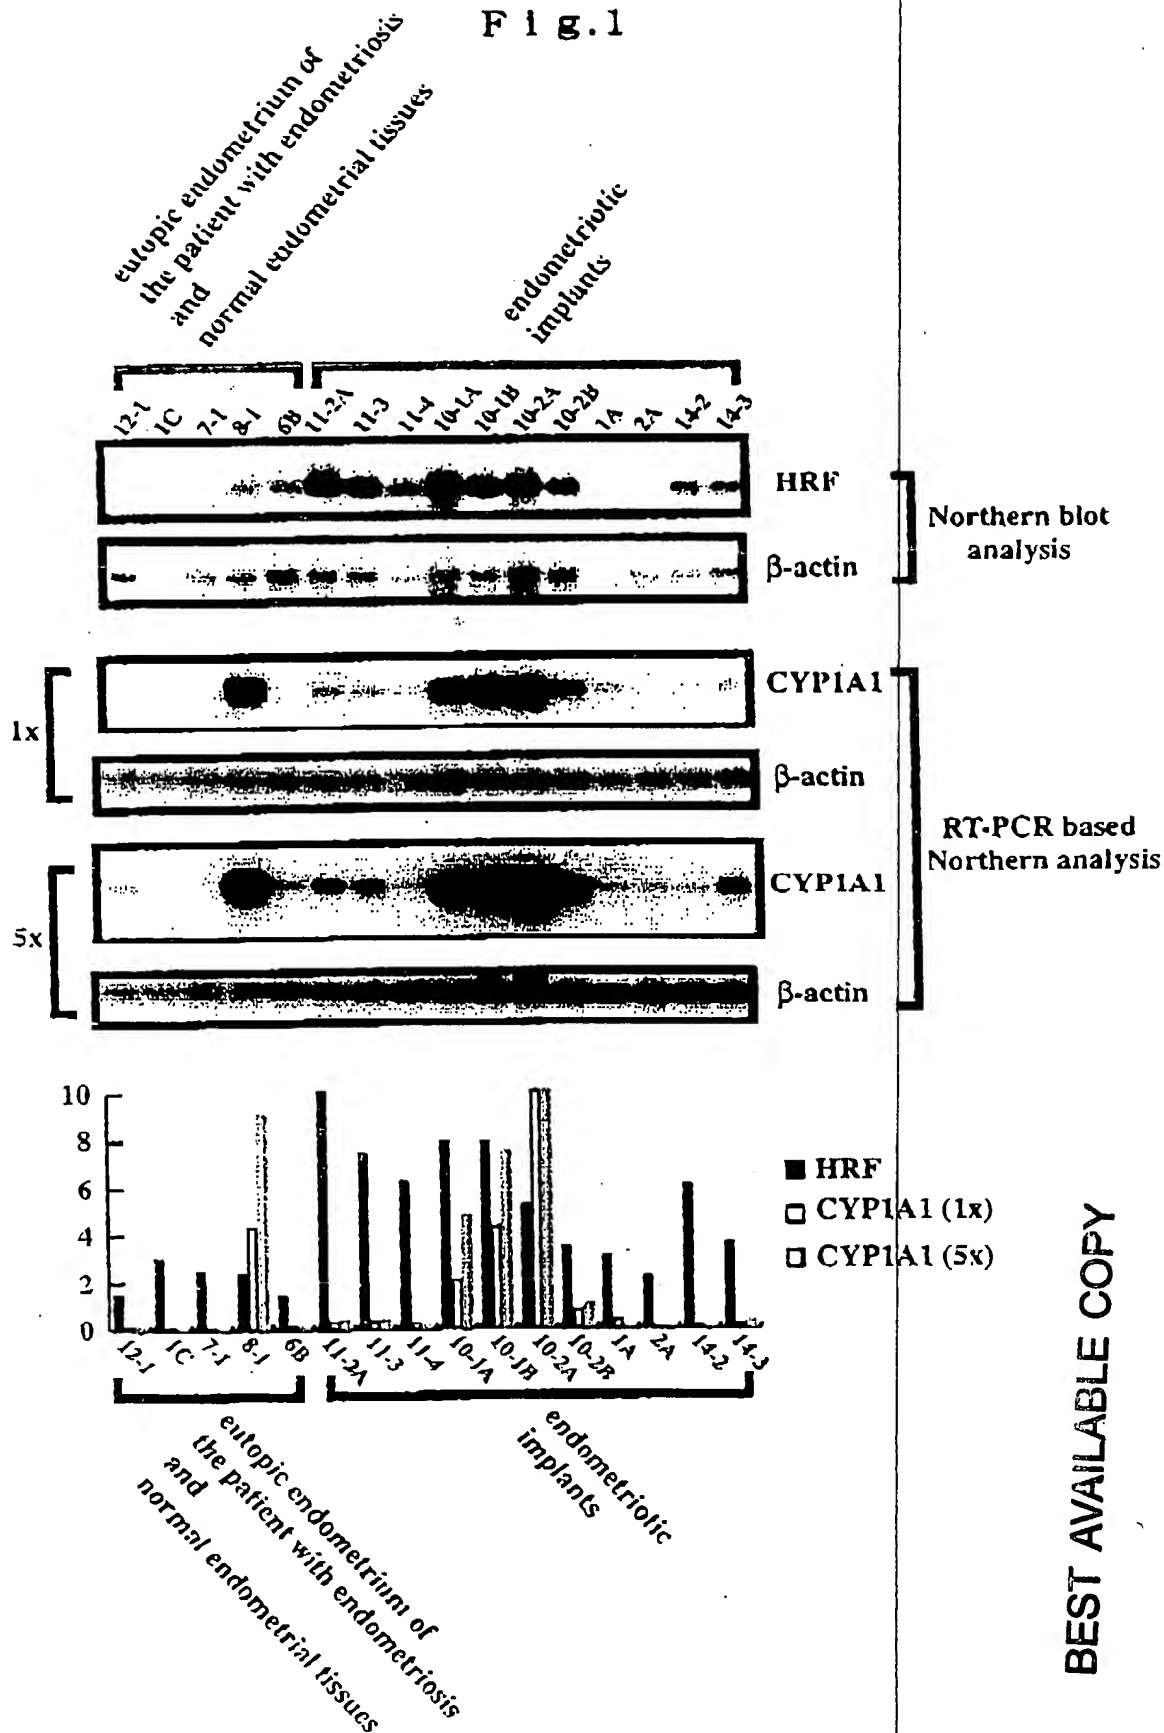 Fig.1
eutopic endometrium of
the patient with endometriosis
and
normal endometrial tissues
endometriotic
implants
12-1 1C 7-1 8-1 6B 11-2A 11-3 11-4 10-1A 10-1B 10-2A 10-2B 1A 2A 14-2 14-3
HRF
β-actin
Northern blot
analysis
1x
CYP1A1
β-actin
5x
CYP1A1
β-actin
RT-PCR based
Northern analysis
10
8
6
4
2
0
HRF
CYP1A1 (1x)
CYP1A1 (5x)
12-1 1C 7-1 8-1 6B 11-2A 11-3 11-4 10-1A 10-1B 10-2A 10-2B 1A 2A 14-2 14-3
eutopic endometrium of
the patient with endometriosis
and
normal endometrial tissues
endometriotic
implants
BEST AVAILABLE COPY